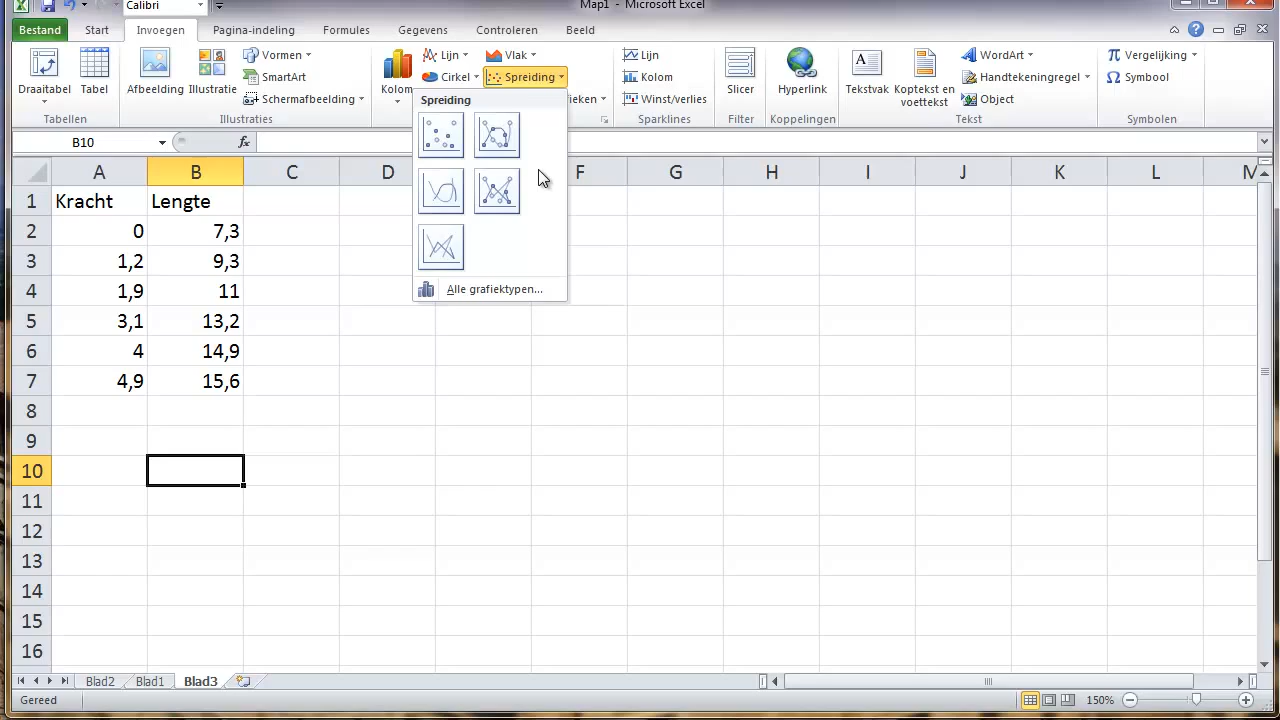 Calibri
Map1 - Microsoft Excel
Bestand Start Invoegen Pagina-indeling Formules Gegevens Controleren Beeld
Draaitabel
Tabel
Tabellen
Afbeelding
Illustratie
Vormen
SmartArt
Schermafbeelding
Illustraties
Kolom
Lijn
Cirkel
Vlak
Spreiding
ieken
Lijn
Kolom
Winst/verlies
Sparklines
Slicer
Filter
Hyperlink
Koppelingen
Tekstvak
Koptekst en
voettekst
WordArt
Handtekeningregel
Object
Tekst
Vergelijking
Symbool
Symbolen
Spreiding
Alle grafiektypen...
B10 fx
A B C D F G H I J K L M
1 Kracht Lengte
2 0 7,3
3 1,2 9,3
4 1,9 11
5 3,1 13,2
6 4 14,9
7 4,9 15,6
8
9
10
11
12
13
14
15
16
Blad2 Blad1 Blad3
Gereed 150%